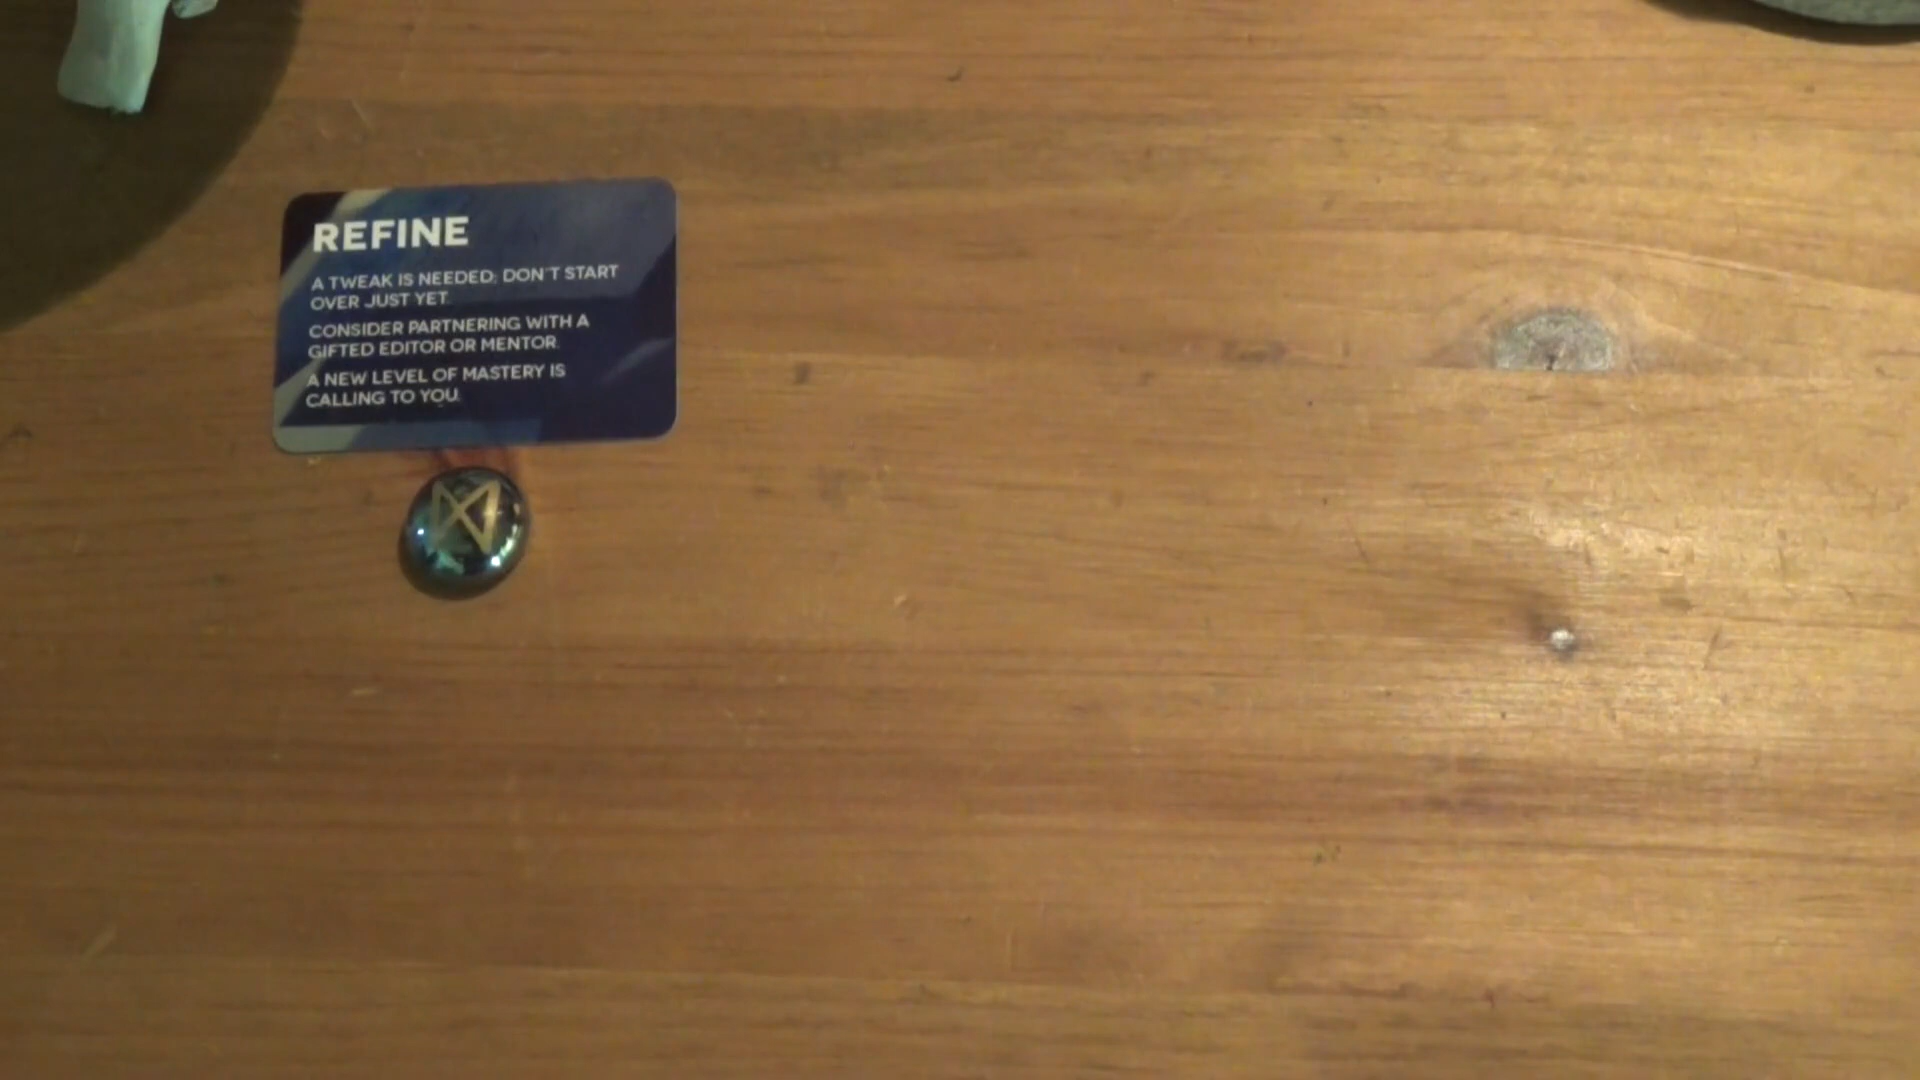 REFINE
A TWEAK IS NEEDED; DON'T START
OVER JUST YET.
CONSIDER PARTNERING WITH A
GIFTED EDITOR OR MENTOR.
A NEW LEVEL OF MASTERY IS
CALLING TO YOU.